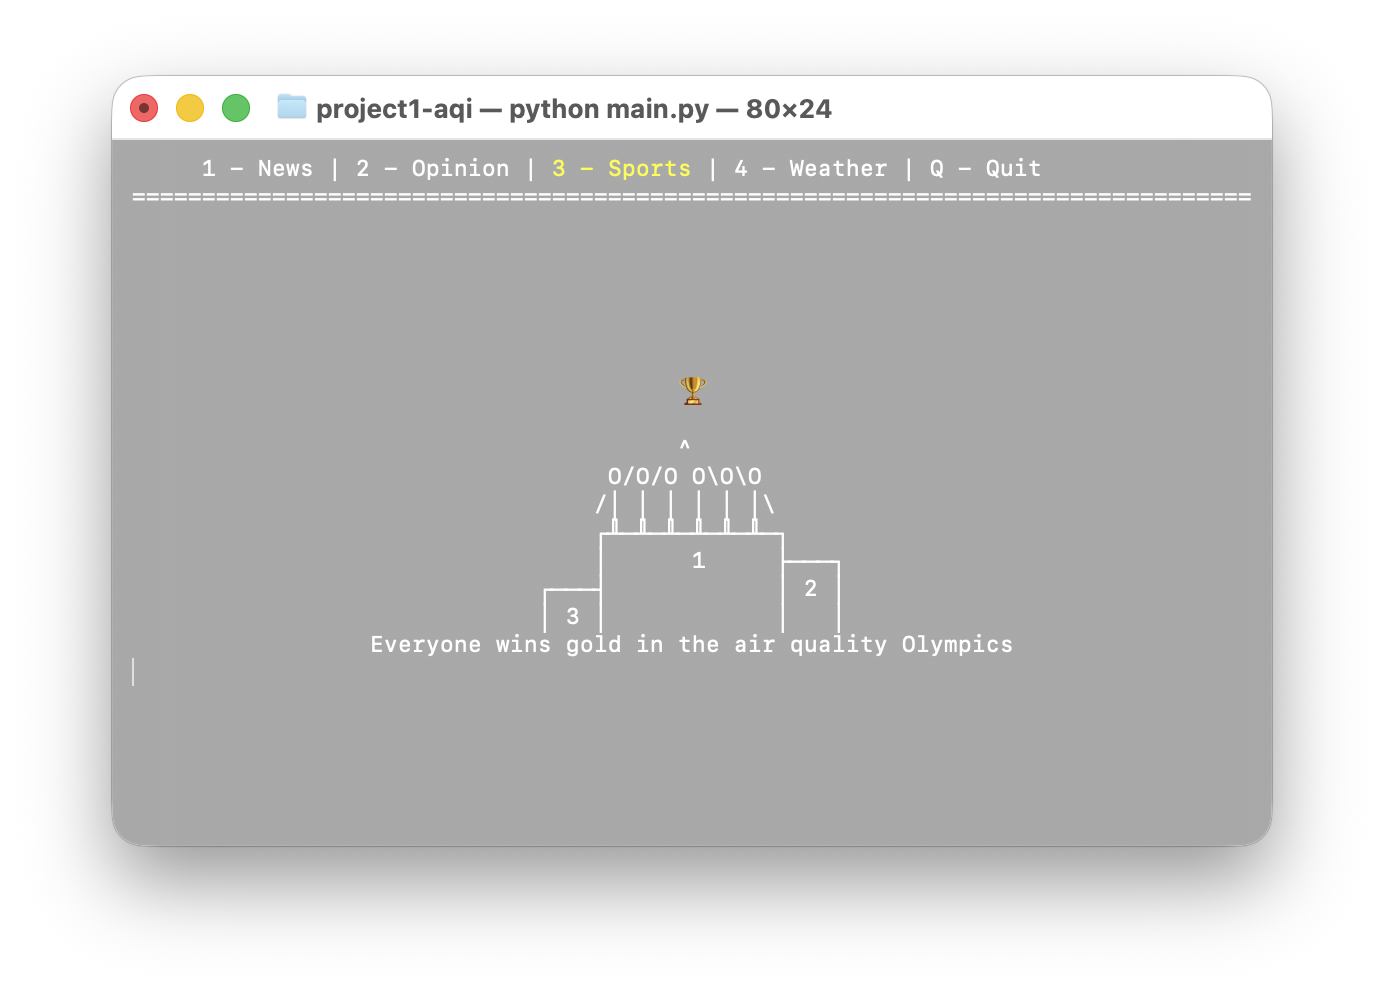 project1-aqi — python main.py — 80×24
1 – News | 2 – Opinion | 3 – Sports | 4 – Weather | Q – Quit
================================================================================
^
O/O/O O\O\O
/| | | | | |\
1
2
3
Everyone wins gold in the air quality Olympics